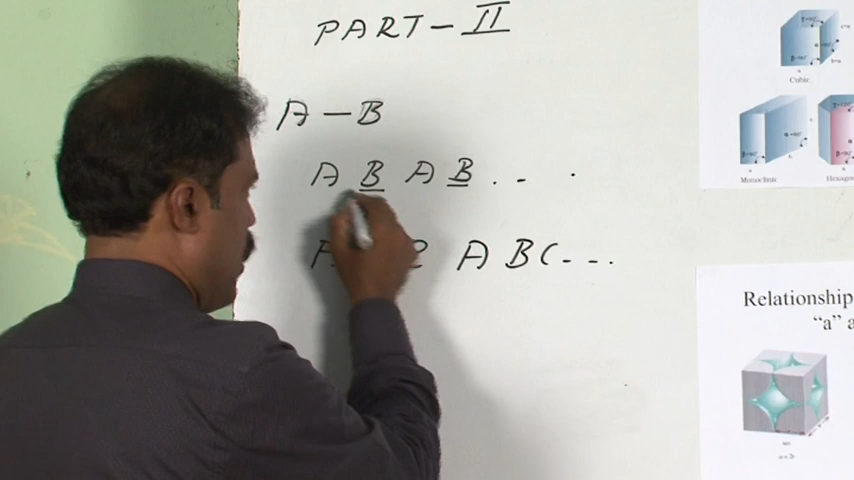 PART - II
A - B
A B A B . - .
A B C - - -
Cubic
Monoclinic
Relationship
"a" a